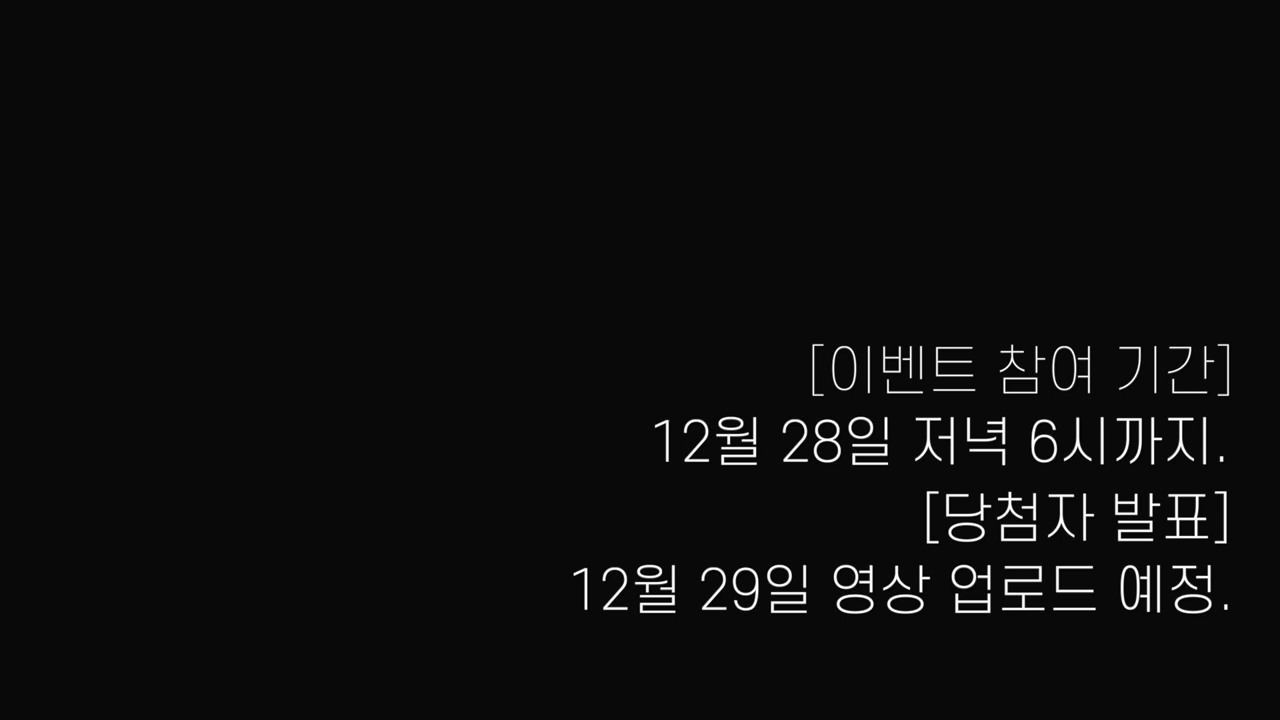 [이벤트 참여 기간]
12월 28일 저녁 6시까지.
[당첨자 발표]
12월 29일 영상 업로드 예정.